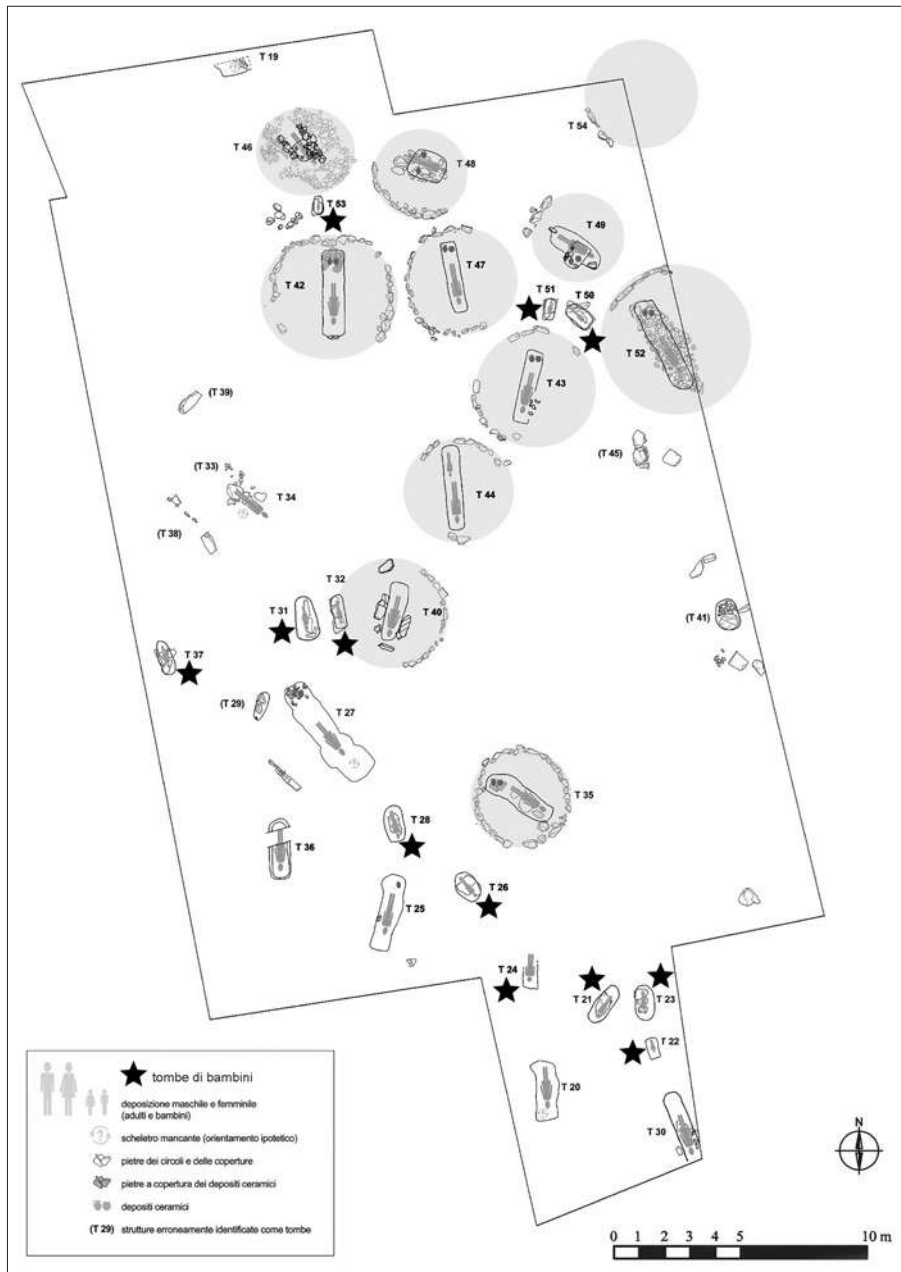 T 19
T 54
T 46
T 48
T 53
T 49
T 47
T 42
T 51
T 50
T 52
T 43
(T 39)
(T 45)
(T 33)
T 34
T 44
(T 38)
T 32
T 31
T 40
(T 41)
T 37
(T 29)
T 27
T 35
T 28
T 36
T 26
T 25
T 24
T 21
T 23
T 22
T 20
T 30
tombe di bambini
deposizione maschile e femminile
(adulti e bambini)
scheletro mancante (orientamento ipotetico)
pietre dei circoli e delle coperture
pietre a copertura dei depositi ceramici
depositi ceramici
(T 29) strutture erroneamente identificate come tombe
N
0 1 2 3 4 5 10 m